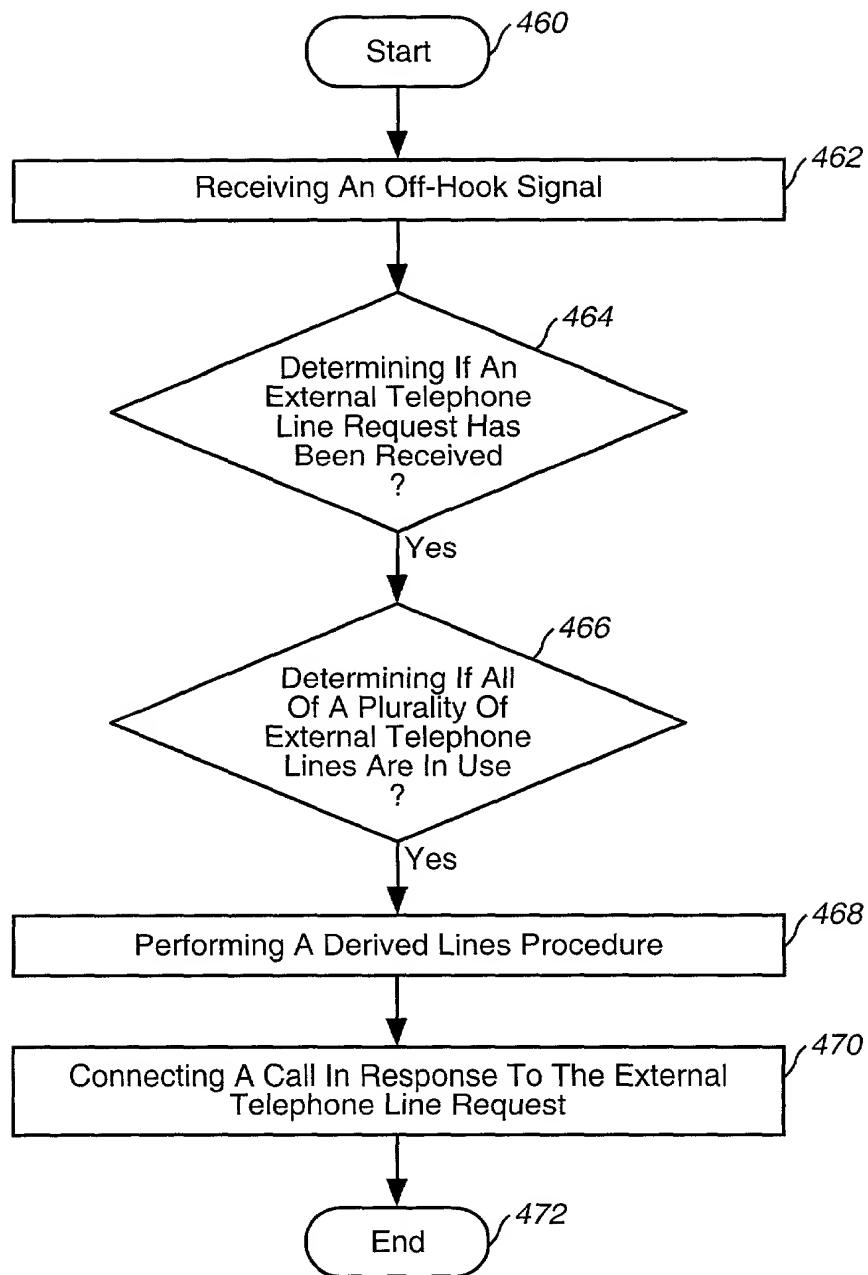 460
Start
462
Receiving An Off-Hook Signal
464
Determining If An
External Telephone
Line Request Has
Been Received
?
Yes
466
Determining If All
Of A Plurality Of
External Telephone
Lines Are In Use
?
Yes
468
Performing A Derived Lines Procedure
470
Connecting A Call In Response To The External
Telephone Line Request
472
End